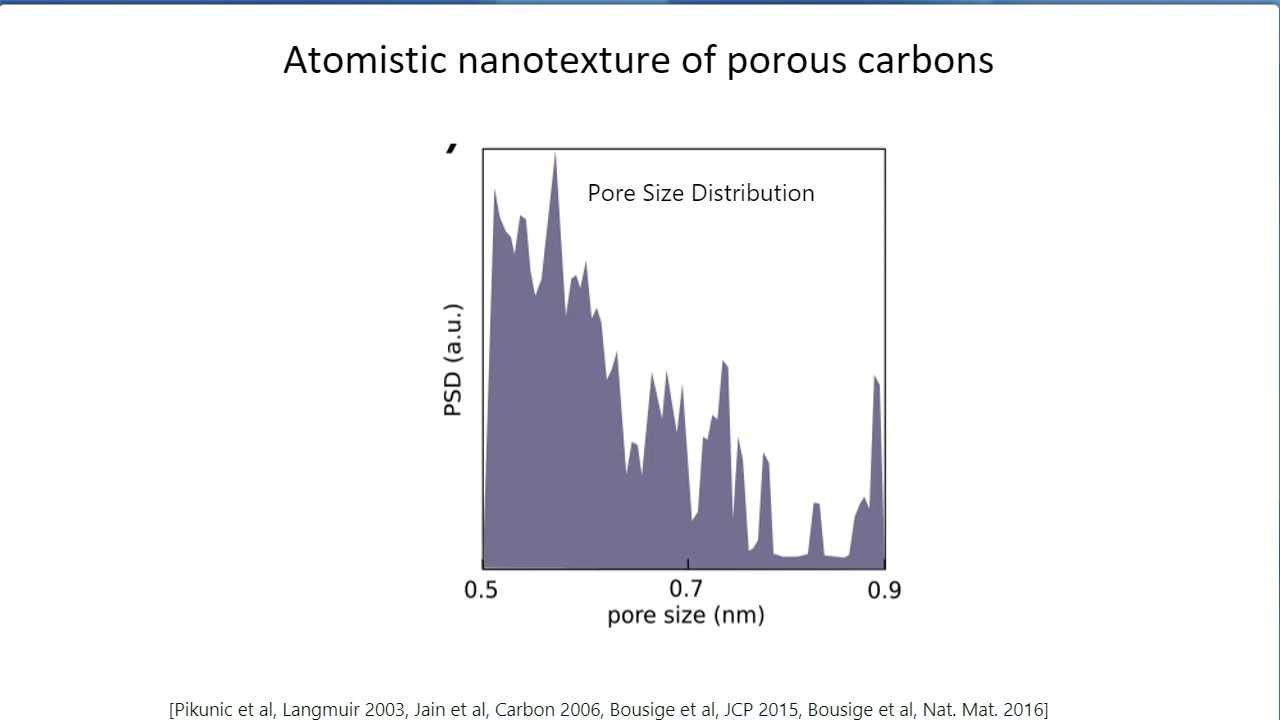 Atomistic nanotexture of porous carbons
Pore Size Distribution
PSD (a.u.)
0.5 0.7 0.9
pore size (nm)
[Pikunic et al, Langmuir 2003, Jain et al, Carbon 2006, Bousige et al, JCP 2015, Bousige et al, Nat. Mat. 2016]